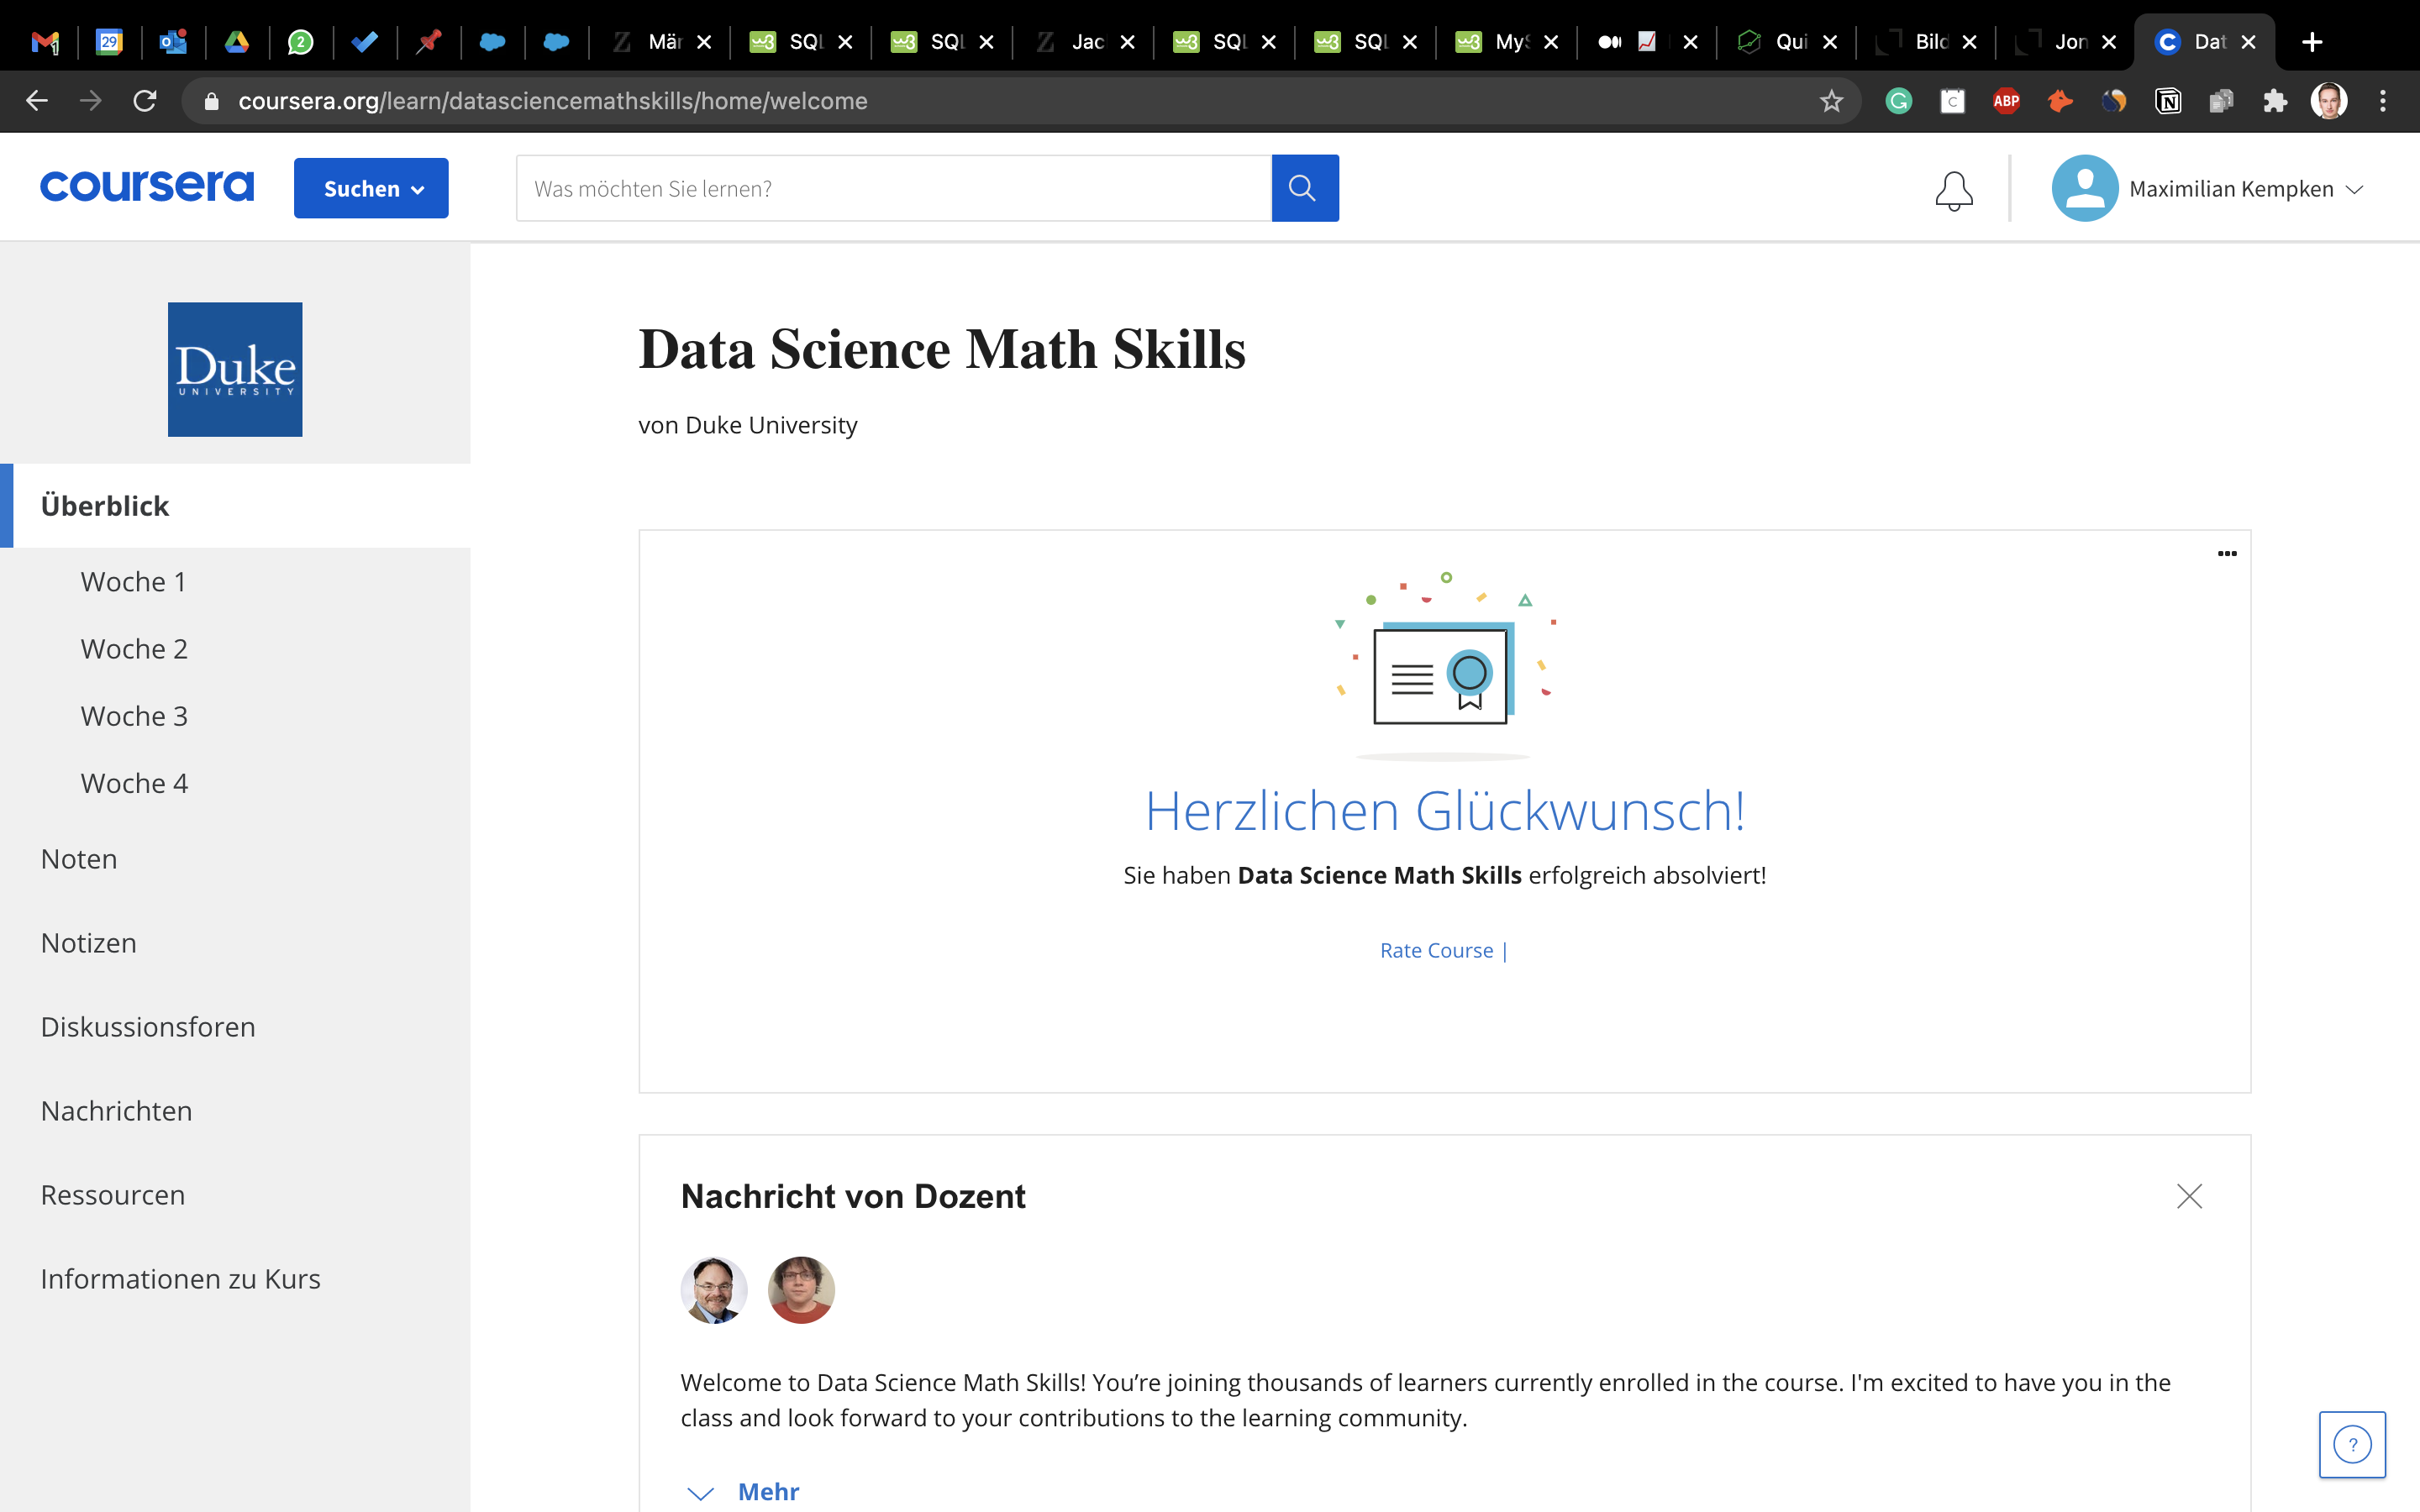 1
29
2
Mär
SQL
SQL
Jac
SQL
SQL
MyS
Qui
Bild
Jon
Dat
coursera.org/learn/datasciencemathskills/home/welcome
ABP
coursera
Suchen
Was möchten Sie lernen?
Maximilian Kempken
Duke
UNIVERSITY
Überblick
Woche 1
Woche 2
Woche 3
Woche 4
Noten
Notizen
Diskussionsforen
Nachrichten
Ressourcen
Informationen zu Kurs
Data Science Math Skills
von Duke University
Herzlichen Glückwunsch!
Sie haben Data Science Math Skills erfolgreich absolviert!
Rate Course |
Nachricht von Dozent
Welcome to Data Science Math Skills! You’re joining thousands of learners currently enrolled in the course. I'm excited to have you in the
class and look forward to your contributions to the learning community.
Mehr
?